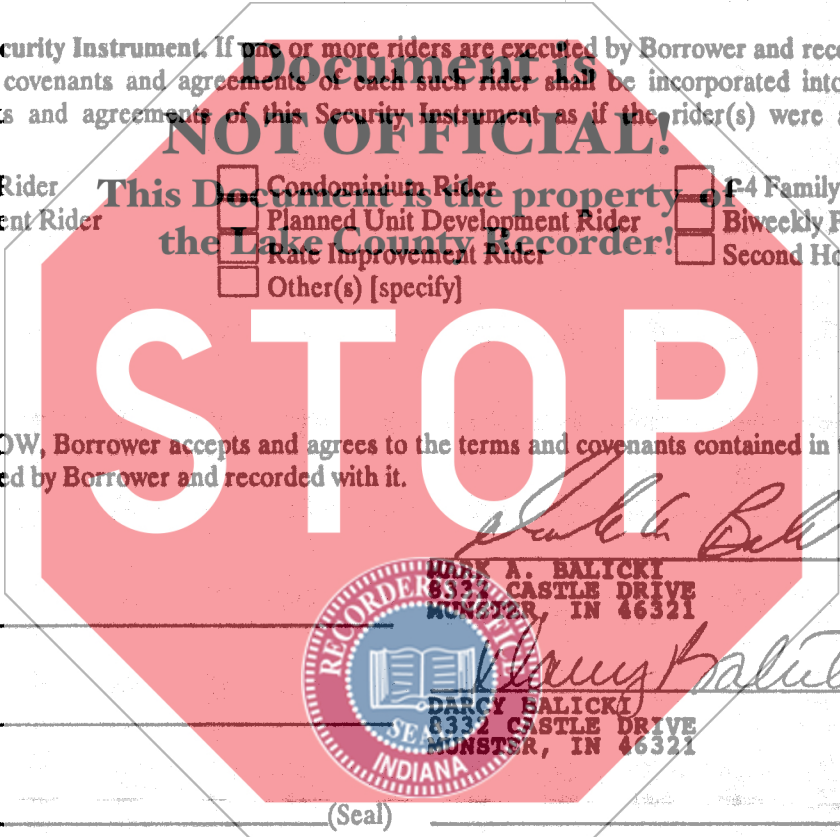 curity Instrument. If one or more riders are executed by Borrower and reco
Document is
covenants and agreements of each such rider shall be incorporated into
s and agreements of this Security Instrument as if the rider(s) were a
NOT OFFICIAL!
Rider Condominium Rider 1-4 Family
This Document is the property of
ent Rider Planned Unit Development Rider Biweekly P
the Lake County Recorder!
Rate Improvement Rider Second Ho
Other(s) [specify]
STOP
OW, Borrower accepts and agrees to the terms and covenants contained in
ed by Borrower and recorded with it.
MARK A. BALICKI
8332 CASTLE DRIVE
MUNSTER, IN 46321
RECORDER'S OFFICE
SEAL
INDIANA
Darcy Balick
DARCY BALICKI
8332 CASTLE DRIVE
MUNSTER, IN 46321
(Seal)